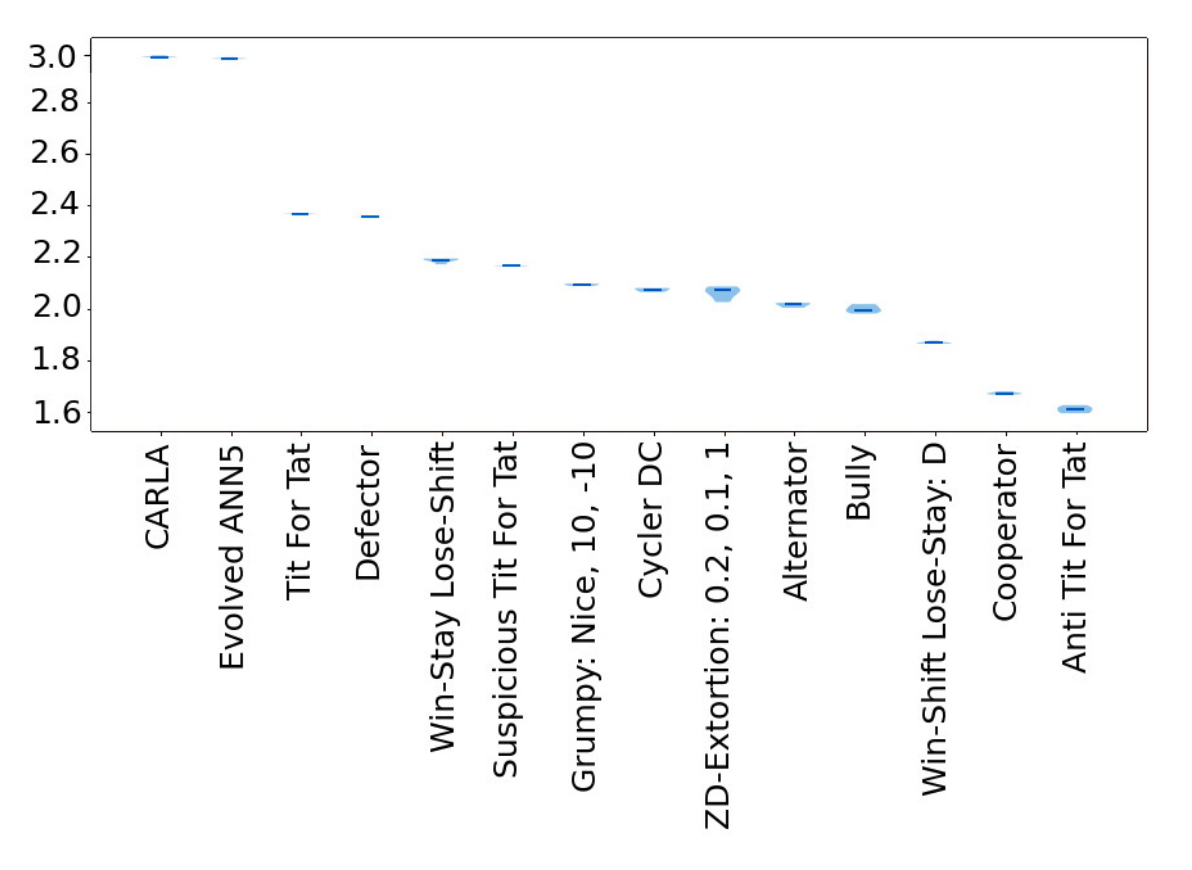 3.0
2.8
2.6
2.4
2.2
2.0
1.8
1.6
CARLA
Evolved ANN5
Tit For Tat
Defector
Win-Stay Lose-Shift
Suspicious Tit For Tat
Grumpy: Nice, 10, -10
Cycler DC
ZD-Extortion: 0.2, 0.1, 1
Alternator
Bully
Win-Shift Lose-Stay: D
Cooperator
Anti Tit For Tat